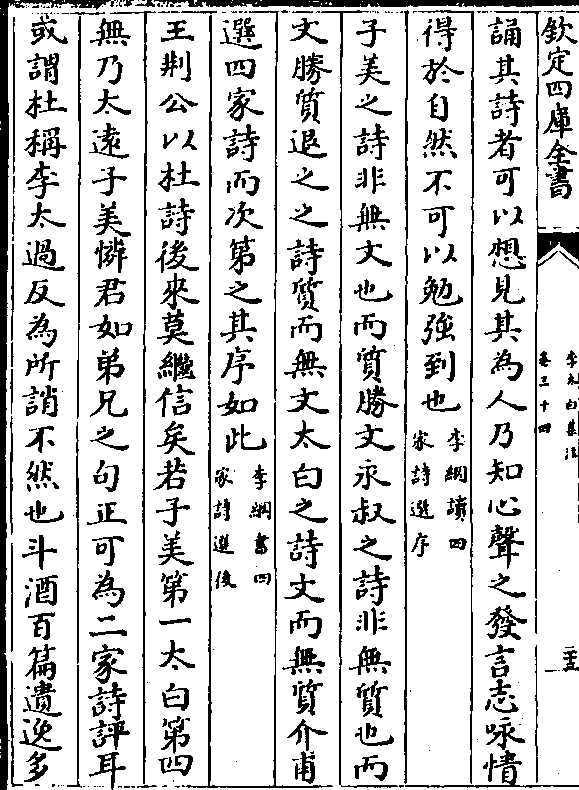 欽定四庫全書
李太白集注
卷三十四
三五
誦其詩者可以想見其為人乃知心聲之發言志咏情
得於自然不可以勉強到也李綱讀四家詩選序
子美之詩非無文也而質勝文永叔之詩非無質也而
文勝質退之之詩質而無文太白之詩文而無質介甫
選四家詩而次第之其序如此李綱書四家詩選後
王荆公以杜詩後來莫繼信矣若子美第一太白第四
無乃太遠子美憐君如弟兄之句正可為二家詩評耳
或謂杜稱李太過反為所誚不然也斗酒百篇遺逸多